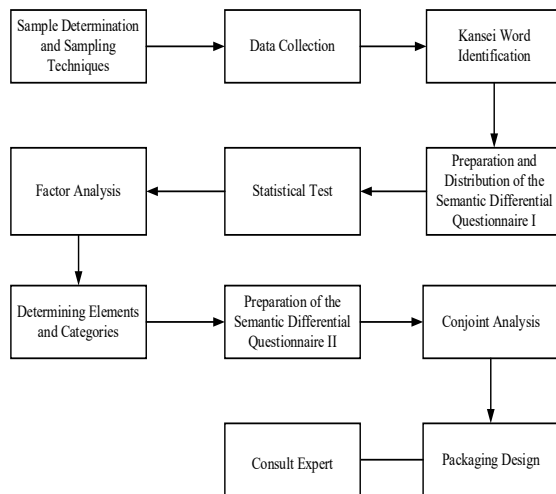 Sample Determination
and Sampling
Techniques
Data Collection
Kansei Word
Identification
Preparation and
Distribution of the
Semantic Differential
Questionnaire I
Statistical Test
Factor Analysis
Determining Elements
and Categories
Preparation of the
Semantic Differential
Questionnaire II
Conjoint Analysis
Packaging Design
Consult Expert